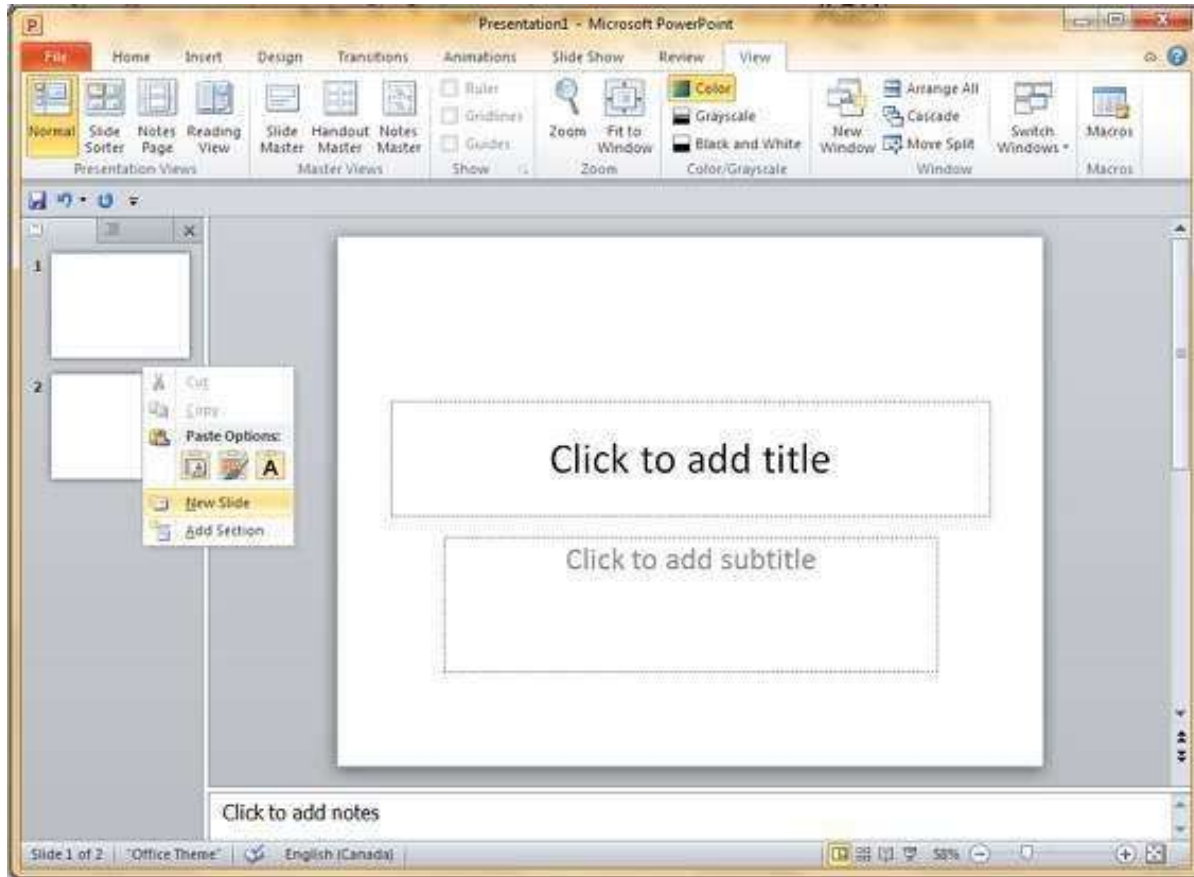 Presentation1 - Microsoft PowerPoint
File Home Insert Design Transitions Animations Slide Show Review View
Normal Slide Sorter Notes Page Reading View
Presentation Views
Slide Master Handout Master Notes Master
Master Views
Ruler
Gridlines
Guides
Show
Zoom Fit to Window
Zoom
Color
Grayscale
Black and White
Color/Grayscale
New Window
Arrange All
Cascade
Move Split
Switch Windows
Window
Macros
Macros
1
2
Cut
Copy
Paste Options:
A
New Slide
Add Section
Click to add title
Click to add subtitle
Click to add notes
Slide 1 of 2 "Office Theme" English (Canada) 58%